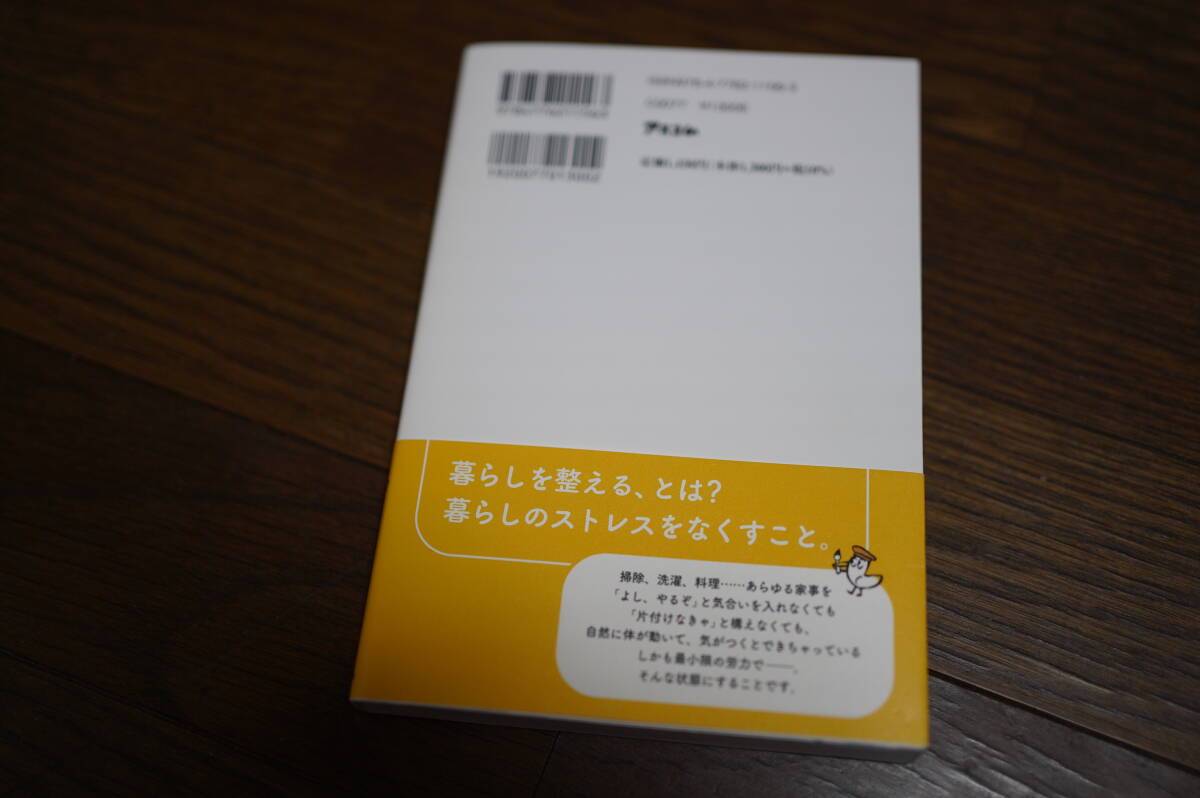 アスコム
暮らしを整える、とは?
暮らしのストレスをなくすこと。
掃除、洗濯、料理……あらゆる家事を
「よし、やるぞ」と気合いを入れなくても
「片付けなきゃ」と構えなくても、
自然に体が動いて、気がつくとできちゃっている
しかも最小限の労力で——。
そんな状態にすることです。